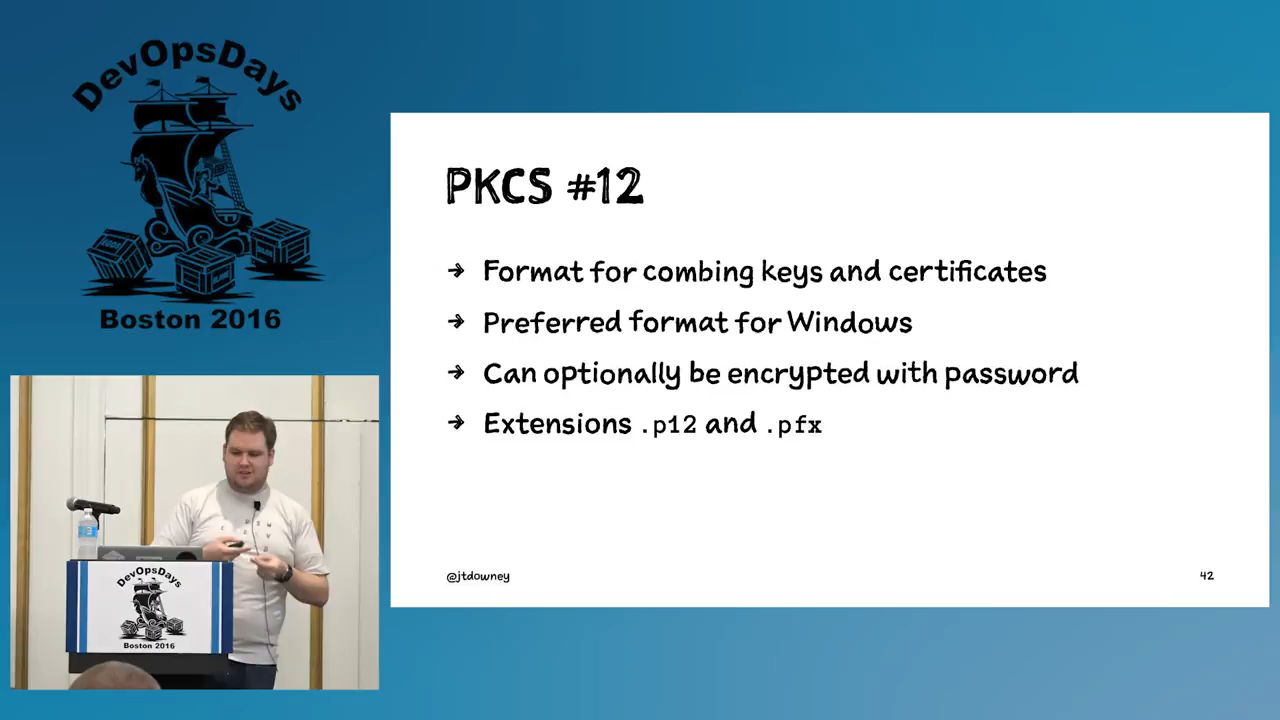 DevOpsDays
Boston 2016
PKCS #12
→ Format for combing keys and certificates
→ Preferred format for Windows
→ Can optionally be encrypted with password
→ Extensions .p12 and .pfx
@jtdowney
42
DevOpsDays
Boston 2016